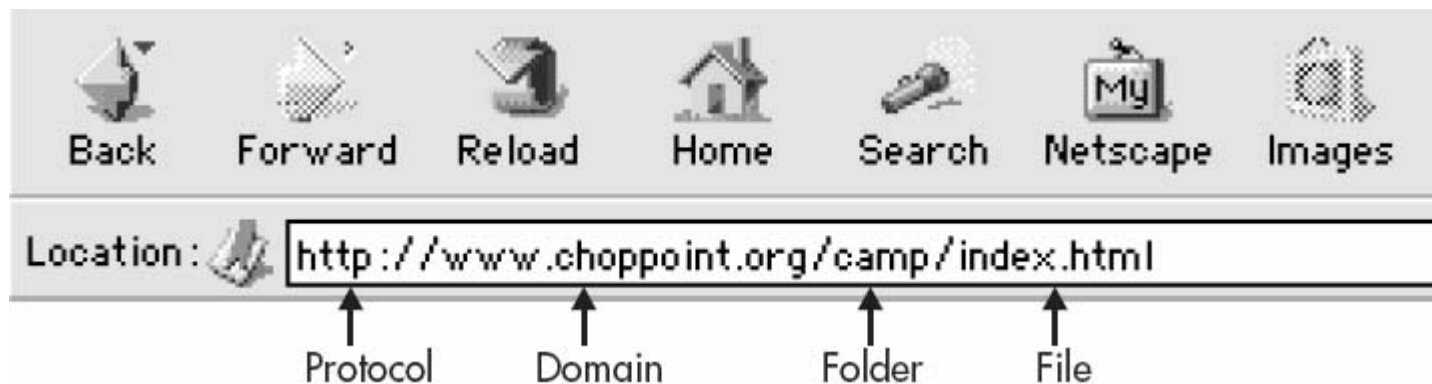 My
Back Forward Reload Home Search Netscape Images
Location: http://www.choppoint.org/camp/index.html
Protocol Domain Folder File